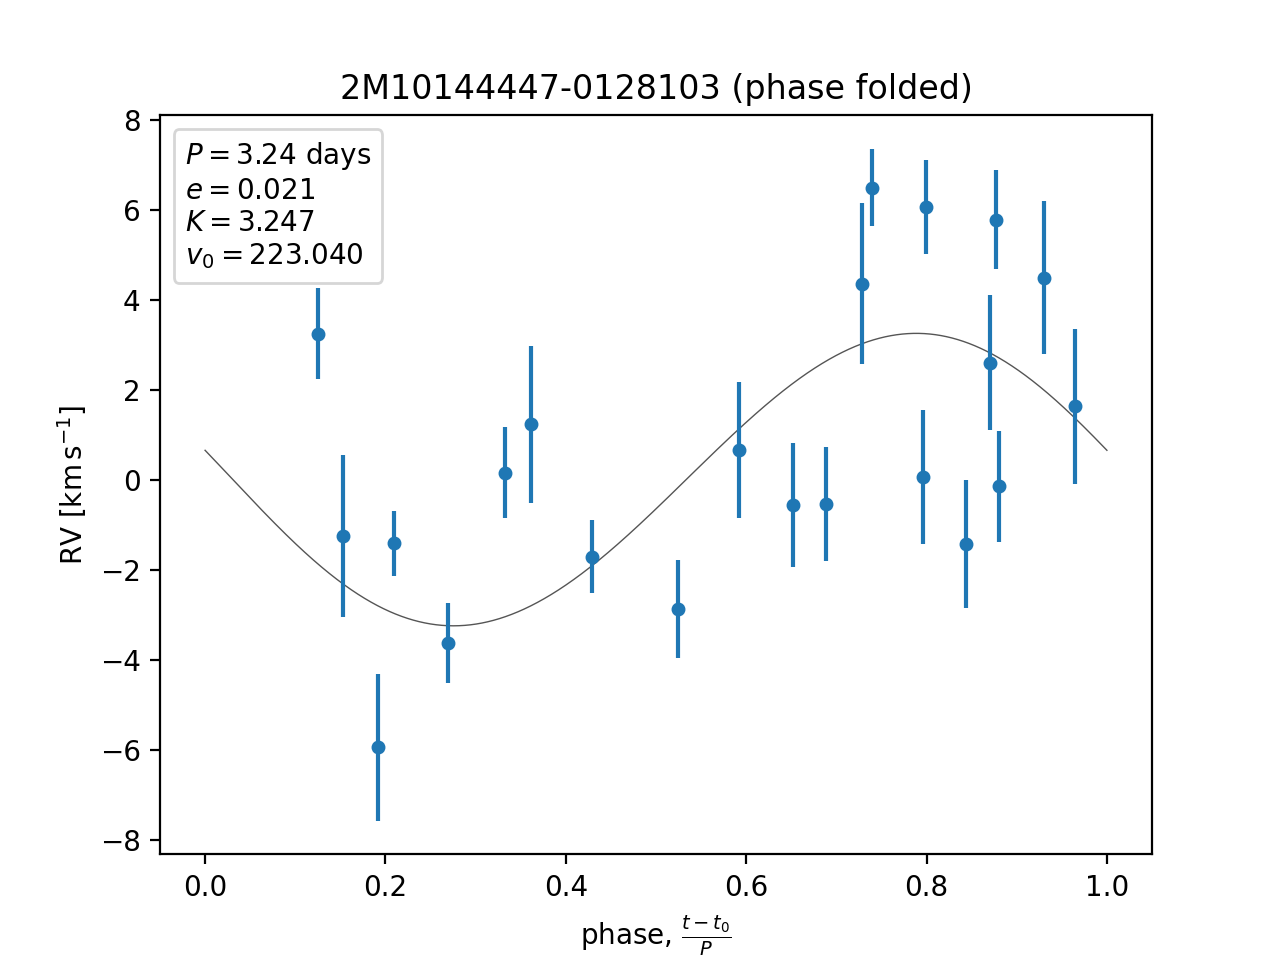 2M10144447-0128103 (phase folded)
P = 3.24 days
e = 0.021
K = 3.247
v₀ = 223.040
RV [km s⁻¹]
8
6
4
2
0
−2
−4
−6
−8
0.0 0.2 0.4 0.6 0.8 1.0
phase, (t − t₀)/P